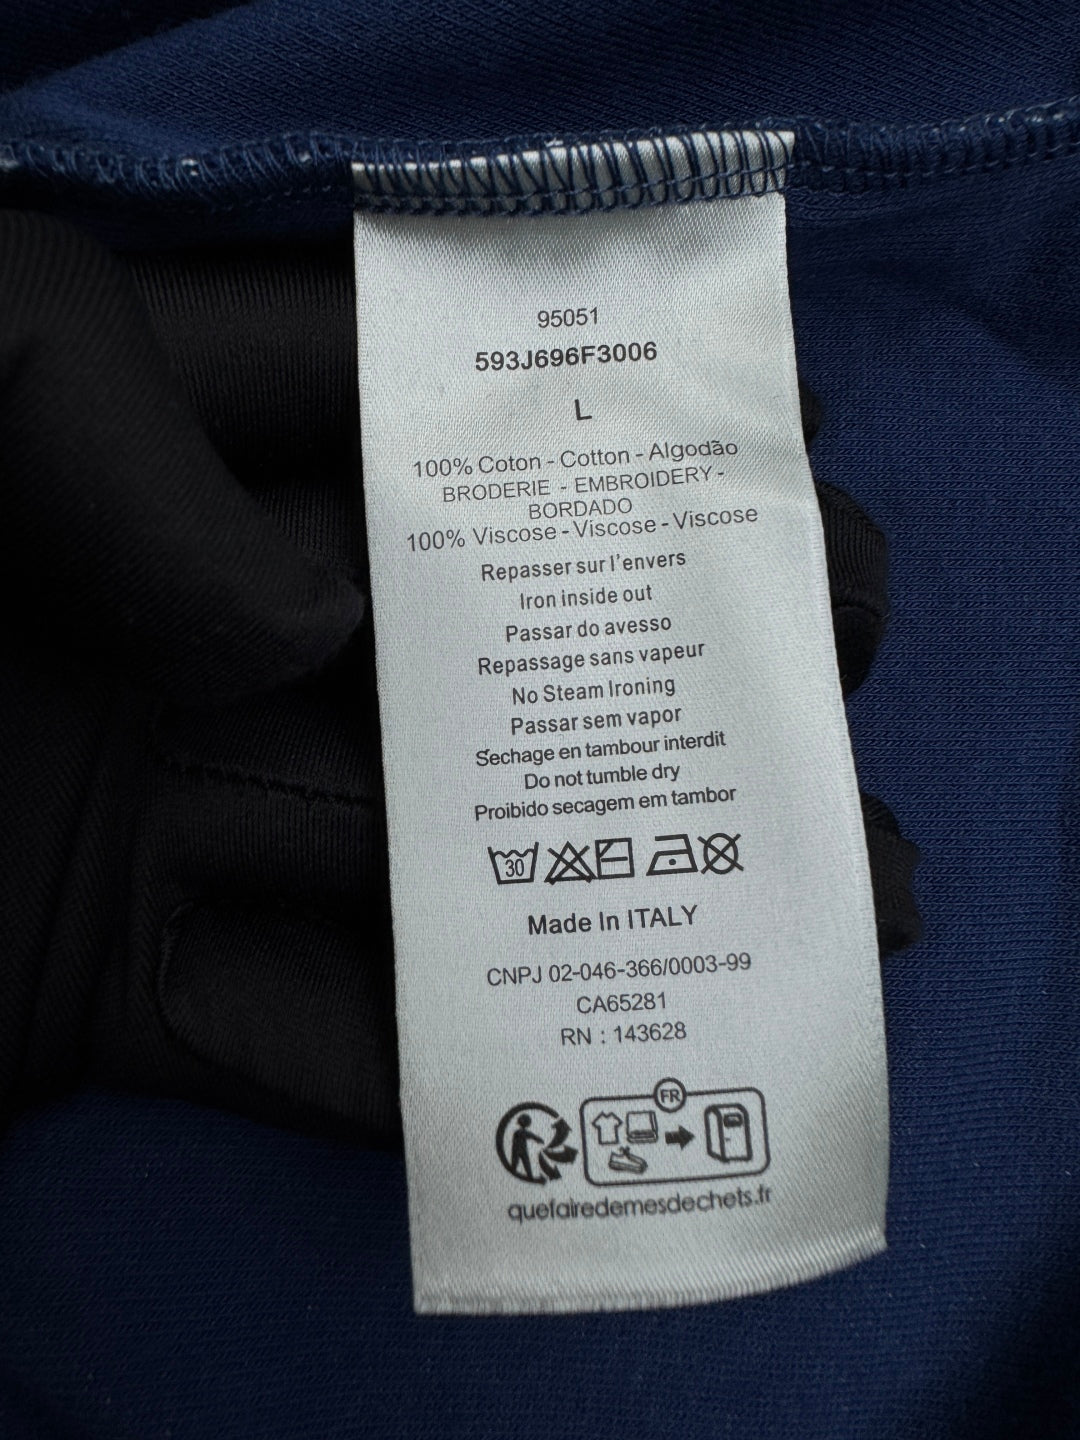 95051
593J696F3006
L
100% Coton - Cotton - Algodão
BRODERIE - EMBROIDERY -
BORDADO
100% Viscose - Viscose - Viscose
Repasser sur l'envers
Iron inside out
Passar do avesso
Repassage sans vapeur
No Steam Ironing
Passar sem vapor
Sechage en tambour interdit
Do not tumble dry
Proibido secagem em tambor
30
Made In ITALY
CNPJ 02-046-366/0003-99
CA65281
RN : 143628
FR
quefairedemesdechets.fr